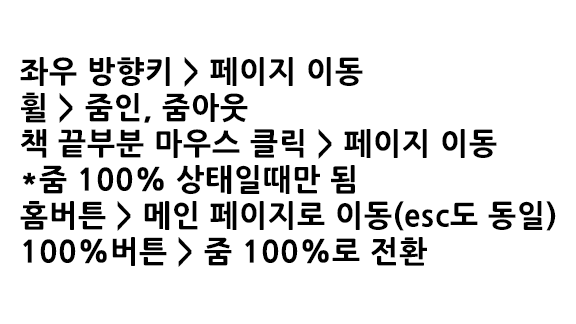 좌우 방향키 > 페이지 이동
휠 > 줌인, 줌아웃
책 끝부분 마우스 클릭 > 페이지 이동
*줌 100% 상태일때만 됨
홈버튼 > 메인 페이지로 이동(esc도 동일)
100%버튼 > 줌 100%로 전환